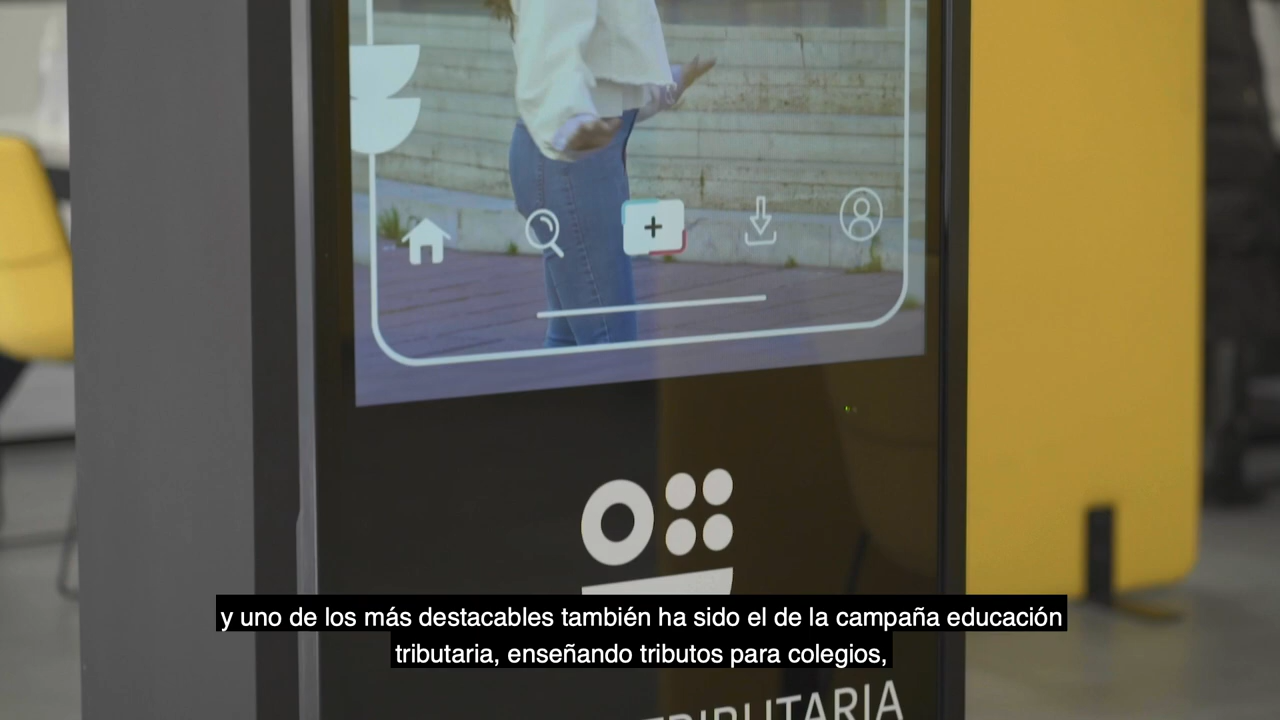 y uno de los más destacables también ha sido el de la campaña educación
tributaria, enseñando tributos para colegios,
TRIBUTARIA